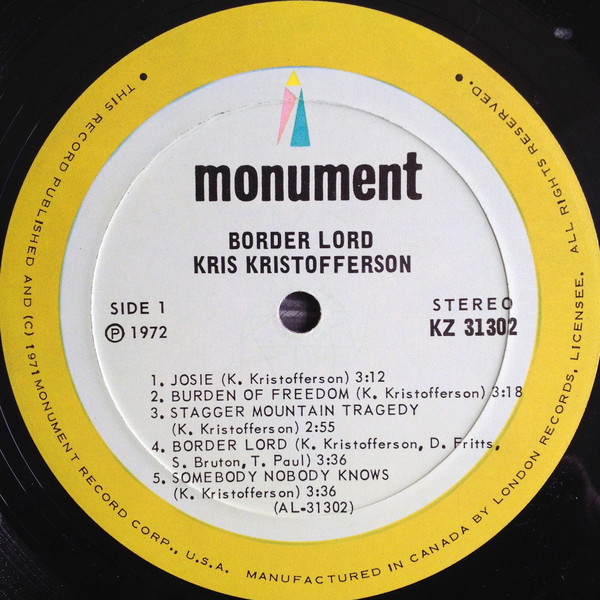 monument
BORDER LORD
KRIS KRISTOFFERSON
SIDE 1
Ⓟ 1972
STEREO
KZ 31302
1. JOSIE (K. Kristofferson) 3:12
2. BURDEN OF FREEDOM (K. Kristofferson) 3:18
3. STAGGER MOUNTAIN TRAGEDY
(K. Kristofferson) 2:55
4. BORDER LORD (K. Kristofferson, D. Fritts,
S. Bruton, T. Paul) 3:36
5. SOMEBODY NOBODY KNOWS
(K. Kristofferson) 3:36
(AL-31302)
• THIS RECORD PUBLISHED AND (C) 1971 MONUMENT RECORD CORP., U.S.A. MANUFACTURED IN CANADA BY LONDON RECORDS, LICENSEE. ALL RIGHTS RESERVED. •